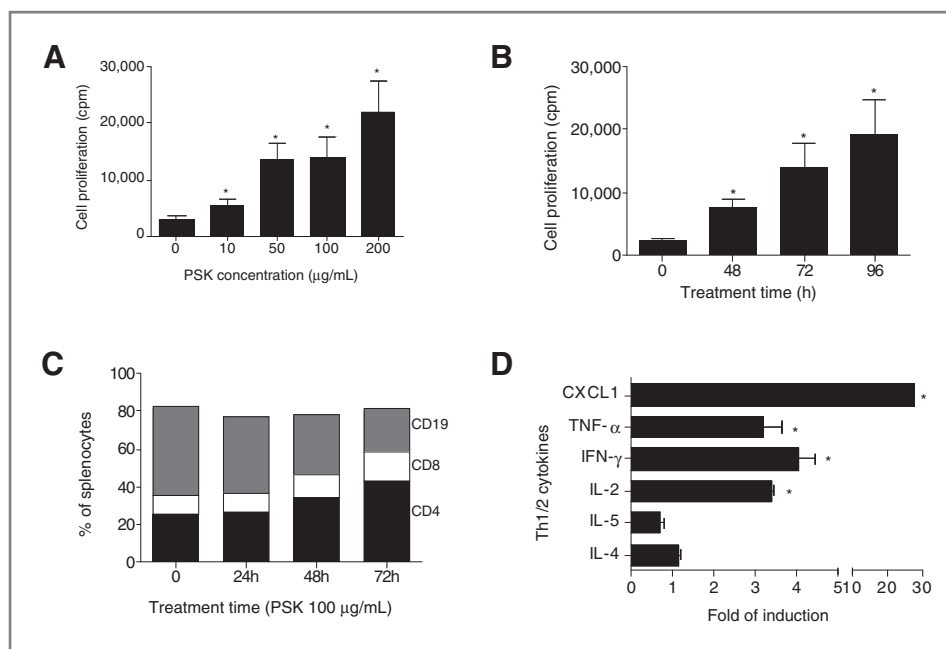 A
30,000
20,000
10,000
0
Cell proliferation (cpm)
* * * *
0 10 50 100 200
PSK concentration (μg/mL)
B
30,000
20,000
10,000
0
Cell proliferation (cpm)
* * *
0 48 72 96
Treatment time (h)
C
100
80
60
40
20
0
% of splenocytes
CD19
CD8
CD4
0 24h 48h 72h
Treatment time (PSK 100 μg/mL)
D
Th1/2 cytokines
CXCL1 *
TNF-α *
IFN-γ *
IL-2 *
IL-5
IL-4
0 1 2 3 4 5 10 20 30
Fold of induction